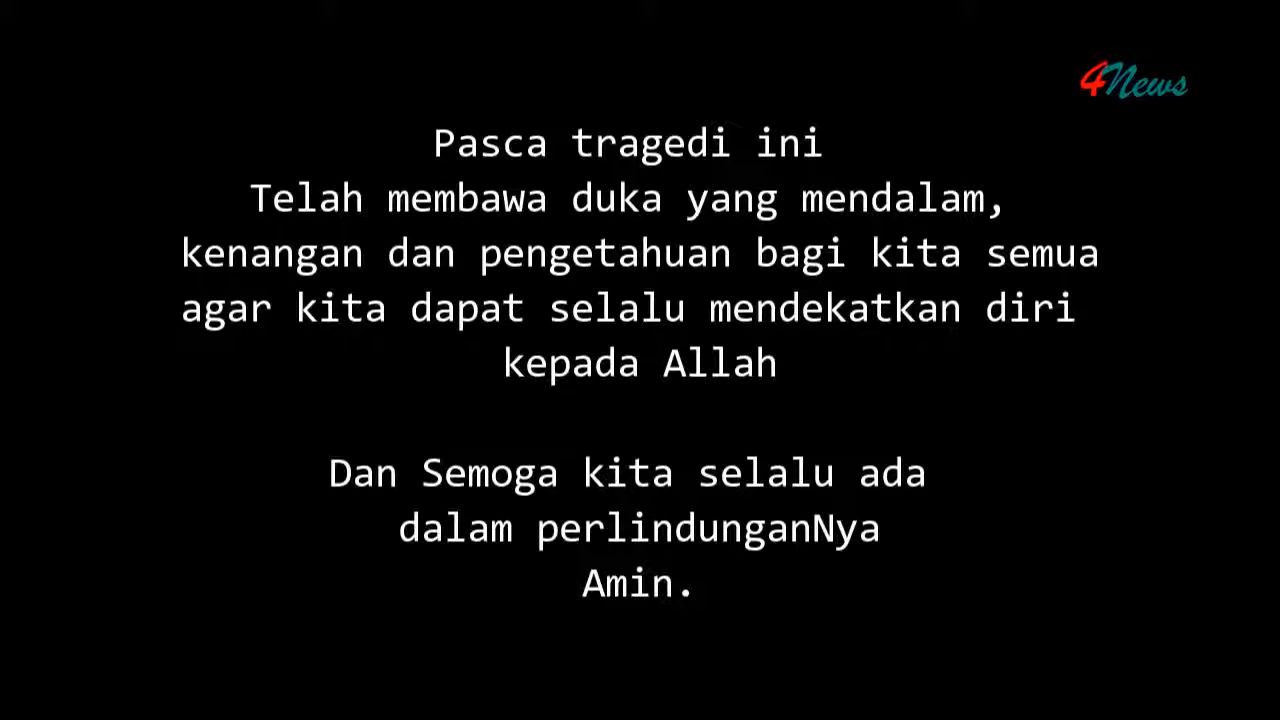 4News
Pasca tragedi ini
Telah membawa duka yang mendalam,
kenangan dan pengetahuan bagi kita semua
agar kita dapat selalu mendekatkan diri
kepada Allah
Dan Semoga kita selalu ada
dalam perlindunganNya
Amin.